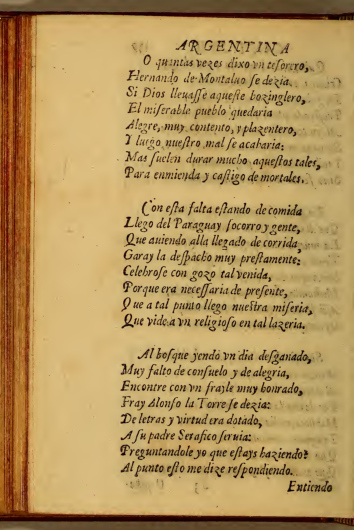 ARGENTINA
O quantas vezes dixo vn tesorero,
Hernando de Montaluo se dezia.
Si Dios lleuasse aqueste bozinglero,
El miserable pueblo quedaria
Alegre, muy contento, y plazentero,
Y luego nuestro mal se acabaria:
Mas suelen durar mucho aquestos tales,
Para enmienda y castigo de mortales.
Con esta falta estando de comida
Llego del Paraguay socorro y gente,
Que auiendo alla llegado de corrida,
Garay la despacho muy prestamente:
Celebrose con gozo tal venida,
Porque era necessaria de presente,
Que a tal punto llego nuestra miseria,
Que vide a vn religioso en tal lazeria.
Al bosque yendo vn dia desganado,
Muy falto de consuelo y de alegria,
Encontre con vn frayle muy honrado,
Fray Alonso la Torre se dezia:
De letras y virtud era dotado,
A su padre Serafico seruia:
Preguntandole yo que estays haziendo?
Al punto esto me dize respondiendo.
Entiendo